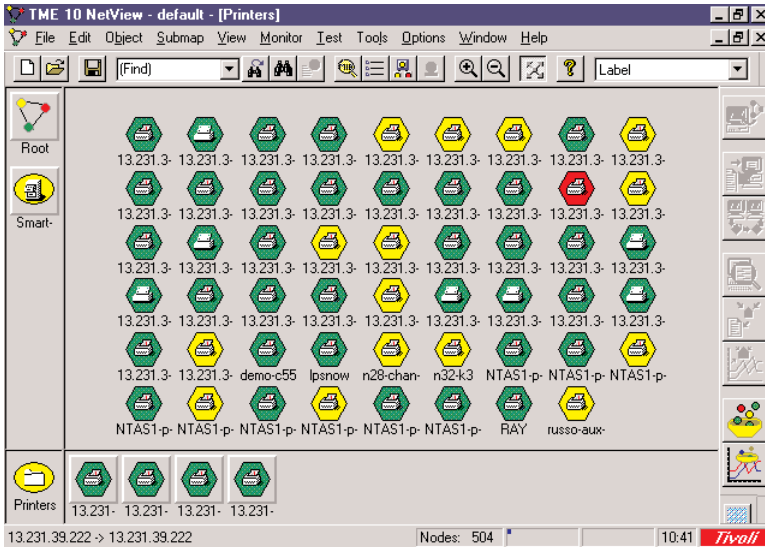 TME 10 NetView - default - [Printers]
File Edit Object Submap View Monitor Test Tools Options Window Help
(Find) Label
Root
13.231.3- 13.231.3- 13.231.3- 13.231.3- 13.231.3- 13.231.3- 13.231.3- 13.231.3- 13.231.3-
Smart-
13.231.3- 13.231.3- 13.231.3- 13.231.3- 13.231.3- 13.231.3- 13.231.3- 13.231.3- 13.231.3-
13.231.3- 13.231.3- 13.231.3- 13.231.3- 13.231.3- 13.231.3- 13.231.3- 13.231.3- 13.231.3-
13.231.3- 13.231.3- 13.231.3- 13.231.3- 13.231.3- 13.231.3- 13.231.3- 13.231.3- 13.231.3-
13.231.3- 13.231.3- demo-c55 lpsnow n28-chan- n32-k3 NTAS1-p- NTAS1-p- NTAS1-p-
NTAS1-p- NTAS1-p- NTAS1-p- NTAS1-p- NTAS1-p- NTAS1-p- RAY russo-aux-
Printers
13.231- 13.231- 13.231- 13.231-
13.231.39.222 -> 13.231.39.222 Nodes: 504 10:41 Tivoli